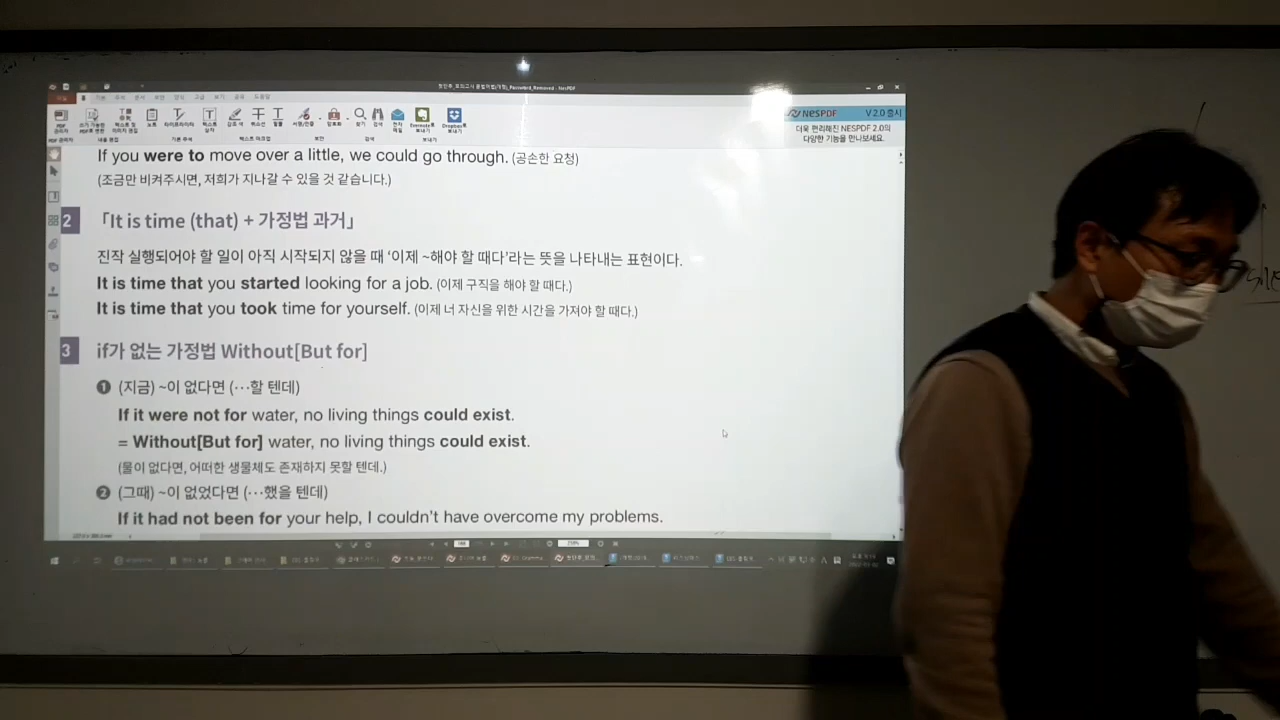 NESPDF V 2.0 출시
더욱 편리해진 NESPDF 2.0의
다양한 기능을 만나보세요.
If you were to move over a little, we could go through. (공손한 요청)
(조금만 비켜주시면, 저희가 지나갈 수 있을 것 같습니다.)
2 「It is time (that) + 가정법 과거」
진작 실행되어야 할 일이 아직 시작되지 않을 때 ‘이제 ~해야 할 때다’라는 뜻을 나타내는 표현이다.
It is time that you started looking for a job. (이제 구직을 해야 할 때다.)
It is time that you took time for yourself. (이제 너 자신을 위한 시간을 가져야 할 때다.)
3 if가 없는 가정법 Without[But for]
❶ (지금) ~이 없다면 (…할 텐데)
If it were not for water, no living things could exist.
= Without[But for] water, no living things could exist.
(물이 없다면, 어떠한 생물체도 존재하지 못할 텐데.)
❷ (그때) ~이 없었다면 (…했을 텐데)
If it had not been for your help, I couldn't have overcome my problems.